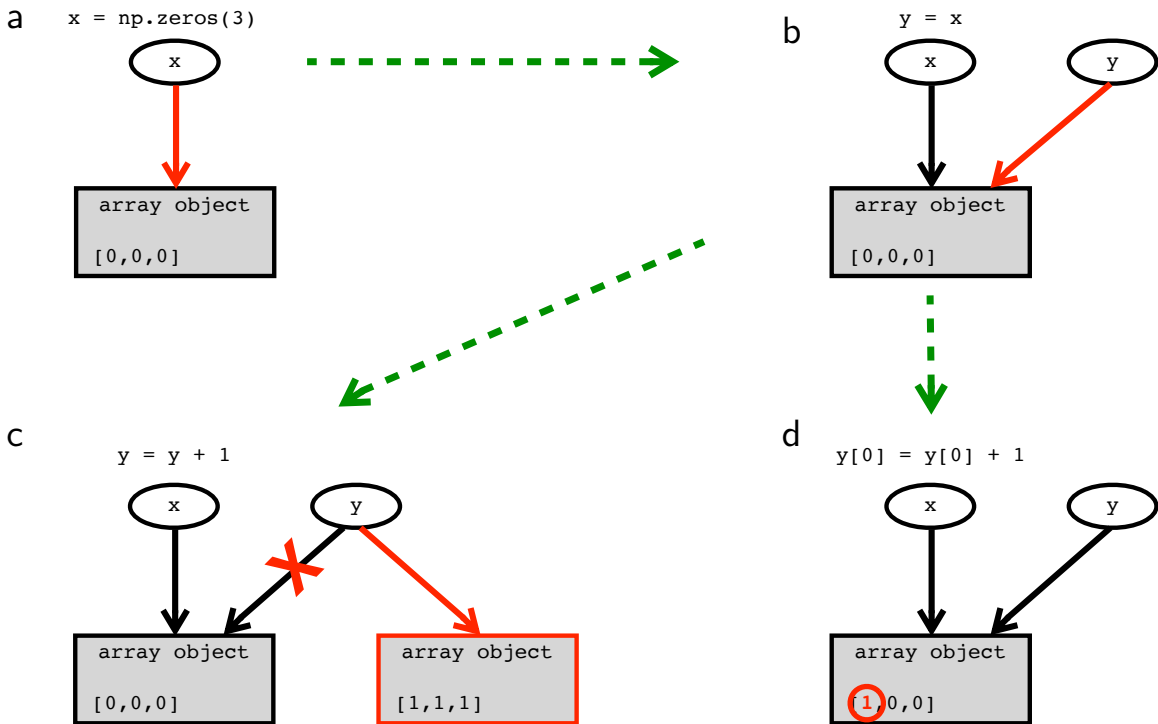 a
x = np.zeros(3)
x
array object
[0,0,0]
b
y = x
x
y
array object
[0,0,0]
c
y = y + 1
x
y
array object
[0,0,0]
array object
[1,1,1]
d
y[0] = y[0] + 1
x
y
array object
[1,0,0]